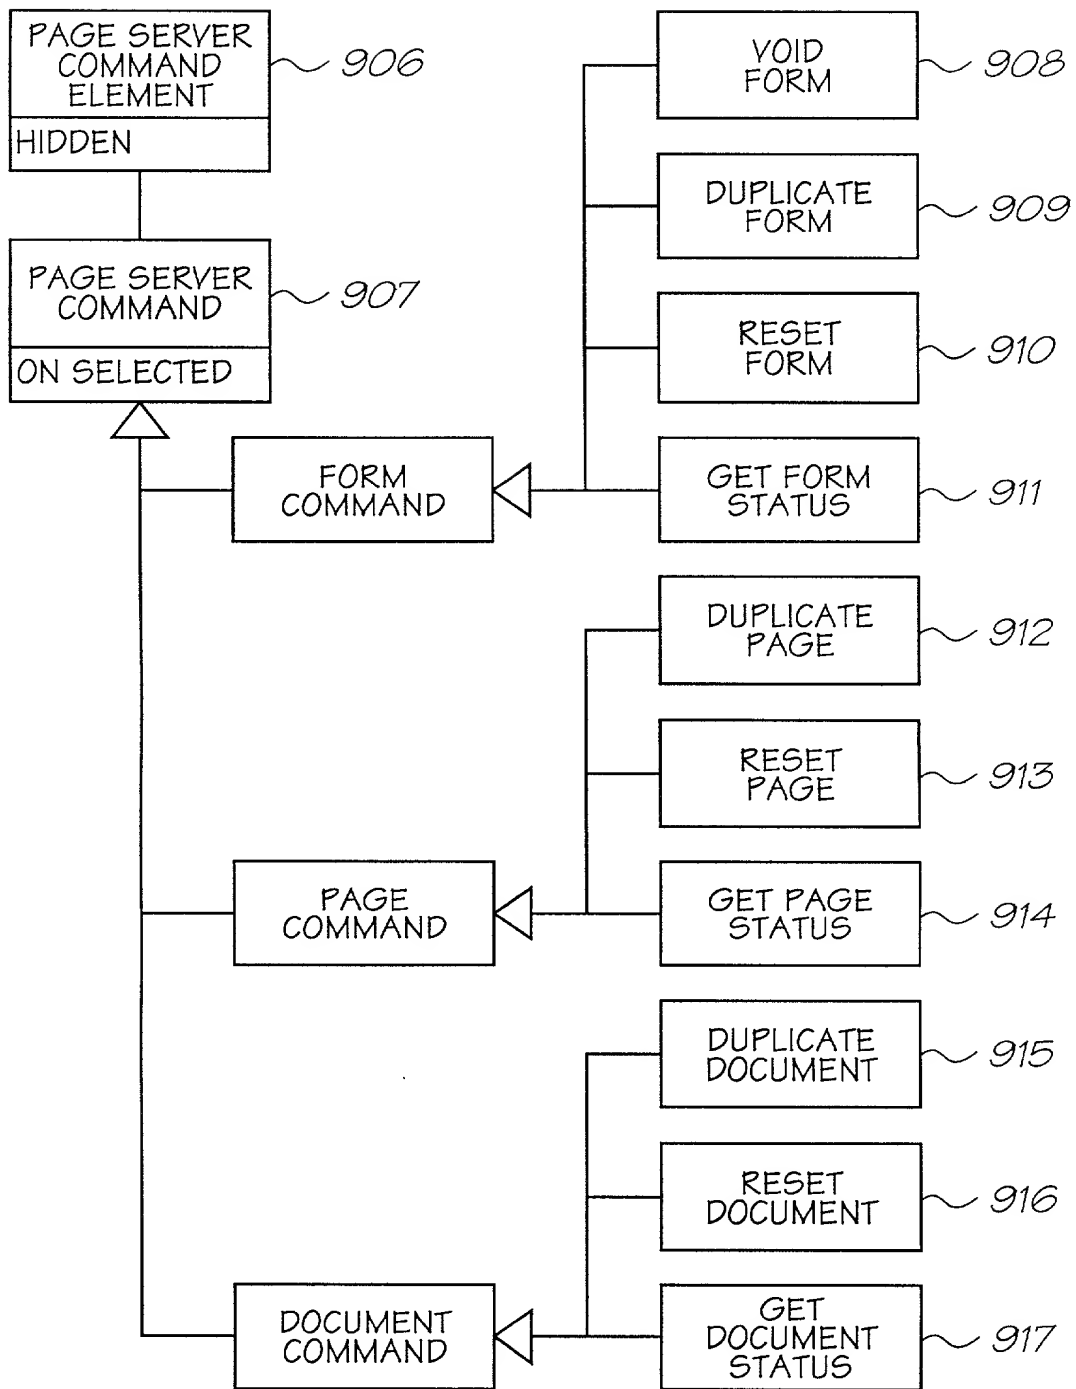 PAGE SERVER
COMMAND
ELEMENT
HIDDEN
906
PAGE SERVER
COMMAND
ON SELECTED
907
FORM
COMMAND
VOID
FORM
908
DUPLICATE
FORM
909
RESET
FORM
910
GET FORM
STATUS
911
PAGE
COMMAND
DUPLICATE
PAGE
912
RESET
PAGE
913
GET PAGE
STATUS
914
DOCUMENT
COMMAND
DUPLICATE
DOCUMENT
915
RESET
DOCUMENT
916
GET
DOCUMENT
STATUS
917